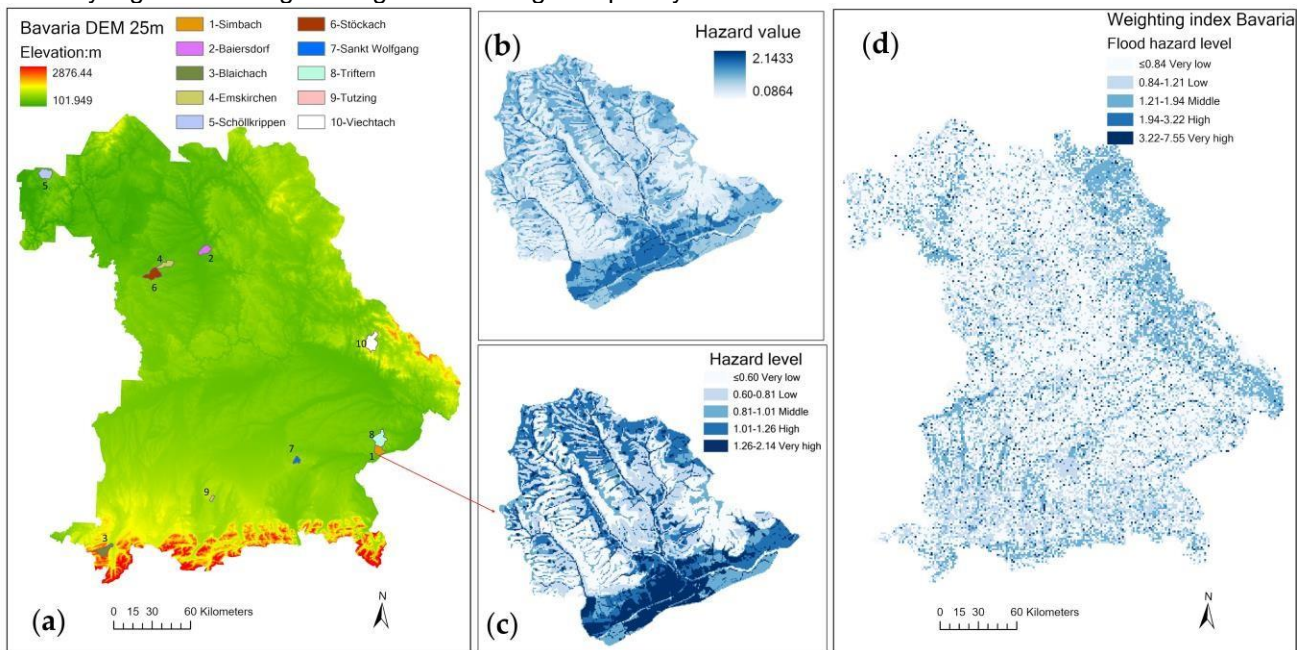 (a)
Bavaria DEM 25m
Elevation:m
2876.44
101.949
1-Simbach
2-Baiersdorf
3-Blaichach
4-Emskirchen
5-Schöllkrippen
6-Stöckach
7-Sankt Wolfgang
8-Triftern
9-Tutzing
10-Viechtach
5
4
2
6
10
8
7
1
9
3
0 15 30 60 Kilometers
N
(b)
Hazard value
2.1433
0.0864
(c)
Hazard level
≤0.60 Very low
0.60-0.81 Low
0.81-1.01 Middle
1.01-1.26 High
1.26-2.14 Very high
(d)
Weighting index Bavaria
Flood hazard level
≤0.84 Very low
0.84-1.21 Low
1.21-1.94 Middle
1.94-3.22 High
3.22-7.55 Very high
0 15 30 60 Kilometers
N